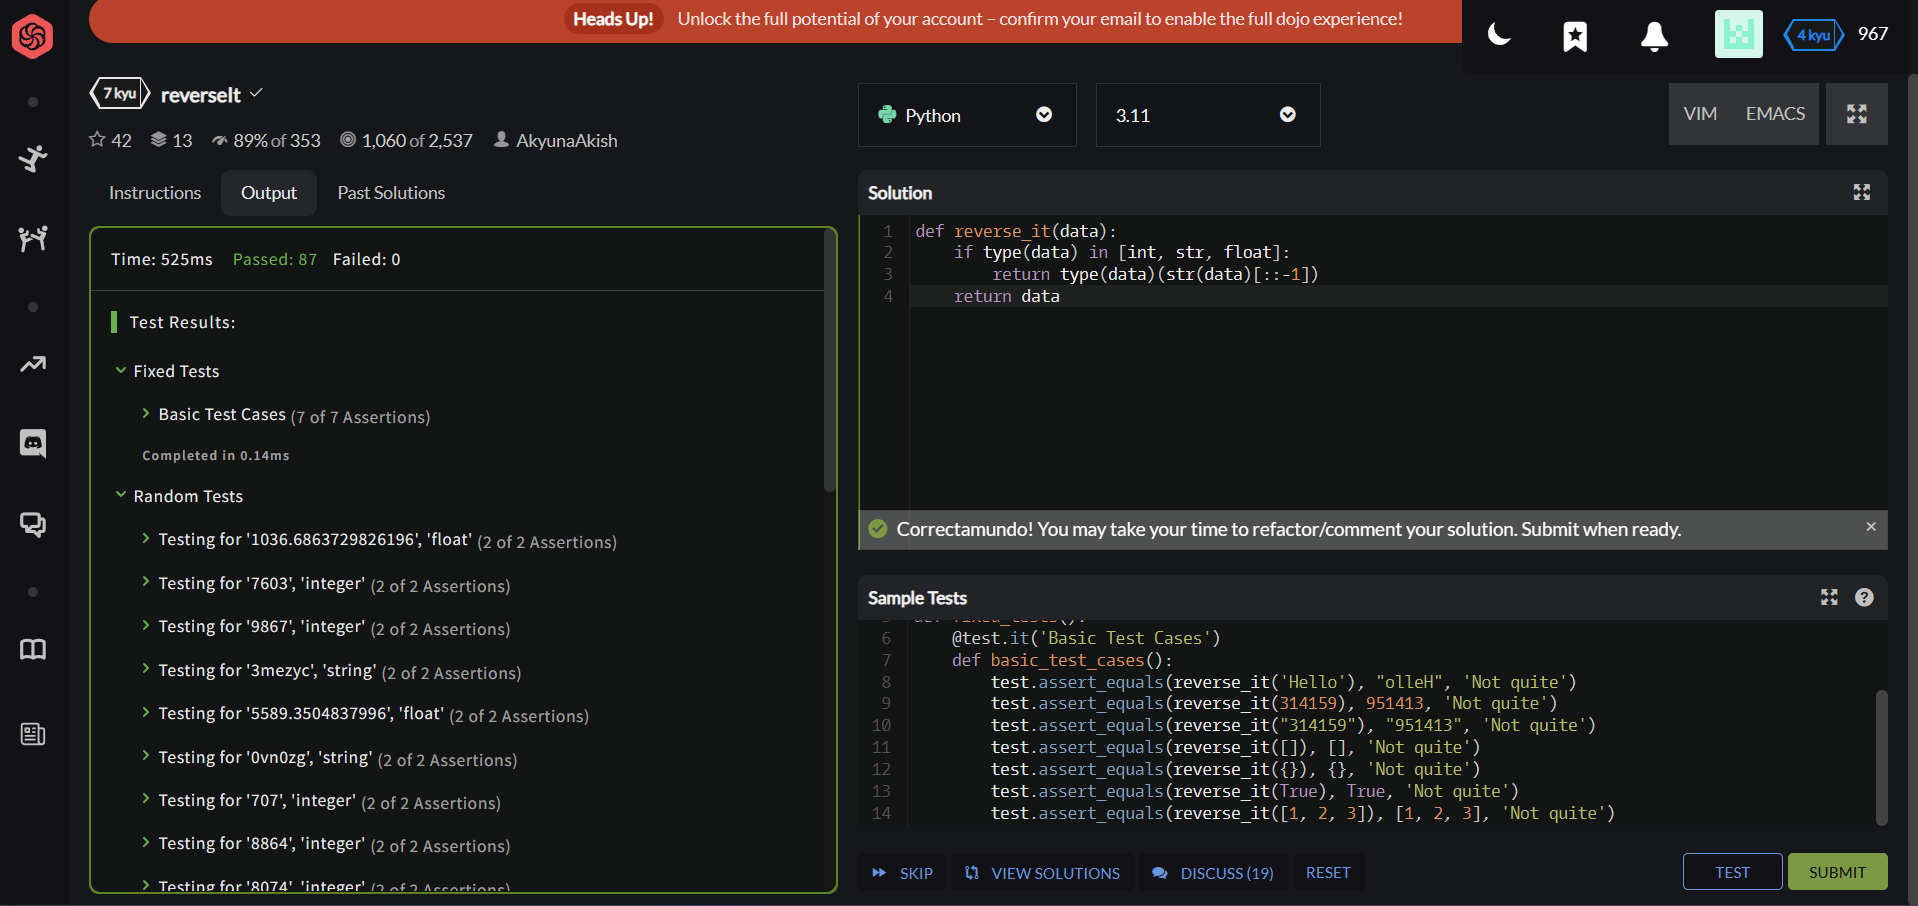 Heads Up! Unlock the full potential of your account – confirm your email to enable the full dojo experience!
4 kyu 967
7 kyu reverseIt
42 13 89% of 353 1,060 of 2,537 AkyunaAkish
Instructions Output Past Solutions
Time: 525ms Passed: 87 Failed: 0
Test Results:
Fixed Tests
Basic Test Cases (7 of 7 Assertions)
Completed in 0.14ms
Random Tests
Testing for '1036.6863729826196', 'float' (2 of 2 Assertions)
Testing for '7603', 'integer' (2 of 2 Assertions)
Testing for '9867', 'integer' (2 of 2 Assertions)
Testing for '3mezyc', 'string' (2 of 2 Assertions)
Testing for '5589.3504837996', 'float' (2 of 2 Assertions)
Testing for '0vn0zg', 'string' (2 of 2 Assertions)
Testing for '707', 'integer' (2 of 2 Assertions)
Testing for '8864', 'integer' (2 of 2 Assertions)
Testing for '8074', 'integer' (2 of 2 Assertions)
Python 3.11 VIM EMACS
Solution
1 def reverse_it(data):
2     if type(data) in [int, str, float]:
3         return type(data)(str(data)[::-1])
4     return data
Correctamundo! You may take your time to refactor/comment your solution. Submit when ready. ×
Sample Tests ?
5 def fixed_tests():
6     @test.it('Basic Test Cases')
7     def basic_test_cases():
8         test.assert_equals(reverse_it('Hello'), "olleH", 'Not quite')
9         test.assert_equals(reverse_it(314159), 951413, 'Not quite')
10         test.assert_equals(reverse_it("314159"), "951413", 'Not quite')
11         test.assert_equals(reverse_it([]), [], 'Not quite')
12         test.assert_equals(reverse_it({}), {}, 'Not quite')
13         test.assert_equals(reverse_it(True), True, 'Not quite')
14         test.assert_equals(reverse_it([1, 2, 3]), [1, 2, 3], 'Not quite')
SKIP VIEW SOLUTIONS DISCUSS (19) RESET TEST SUBMIT